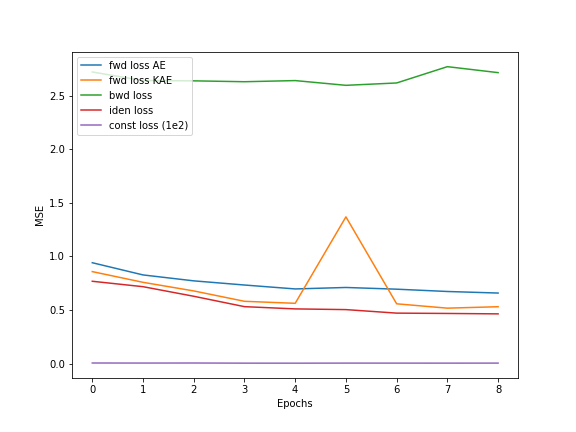 fwd loss AE
fwd loss KAE
bwd loss
iden loss
const loss (1e2)
2.5
2.0
1.5
1.0
0.5
0.0
MSE
0 1 2 3 4 5 6 7 8
Epochs